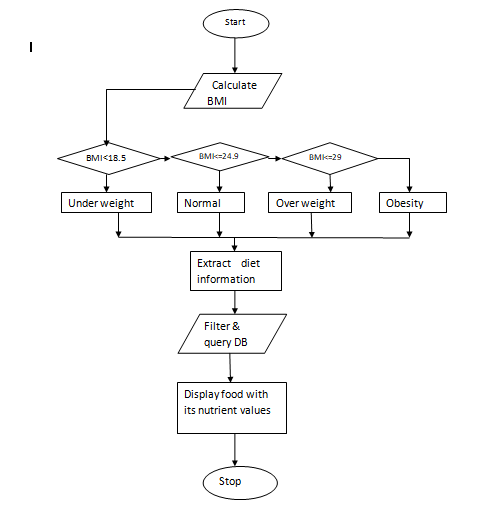 Start
Calculate
BMI
BMI<18.5
BMI<=24.9
BMI<=29
Under weight
Normal
Over weight
Obesity
Extract diet
information
Filter &
query DB
Display food with
its nutrient values
Stop